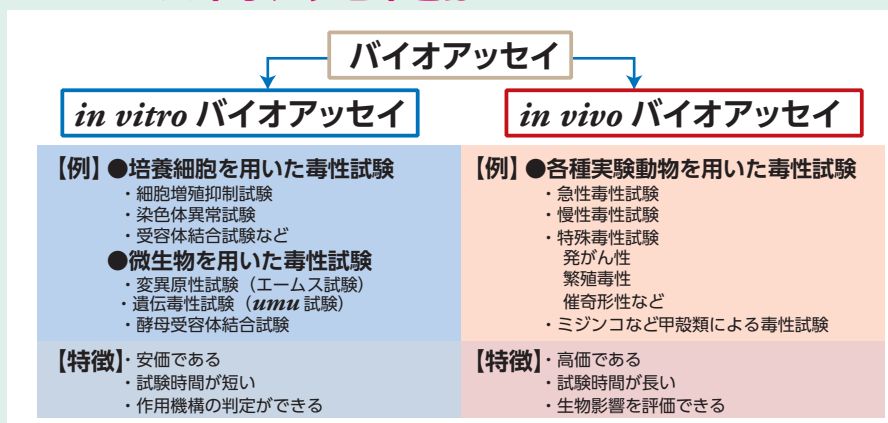 バイオアッセイ
in vitro バイオアッセイ
【例】●培養細胞を用いた毒性試験
・細胞増殖抑制試験
・染色体異常試験
・受容体結合試験など
●微生物を用いた毒性試験
・変異原性試験（エームス試験）
・遺伝毒性試験（umu 試験）
・酵母受容体結合試験
【特徴】・安価である
・試験時間が短い
・作用機構の判定ができる
in vivo バイオアッセイ
【例】●各種実験動物を用いた毒性試験
・急性毒性試験
・慢性毒性試験
・特殊毒性試験
発がん性
繁殖毒性
催奇形性など
・ミジンコなど甲殻類による毒性試験
【特徴】・高価である
・試験時間が長い
・生物影響を評価できる